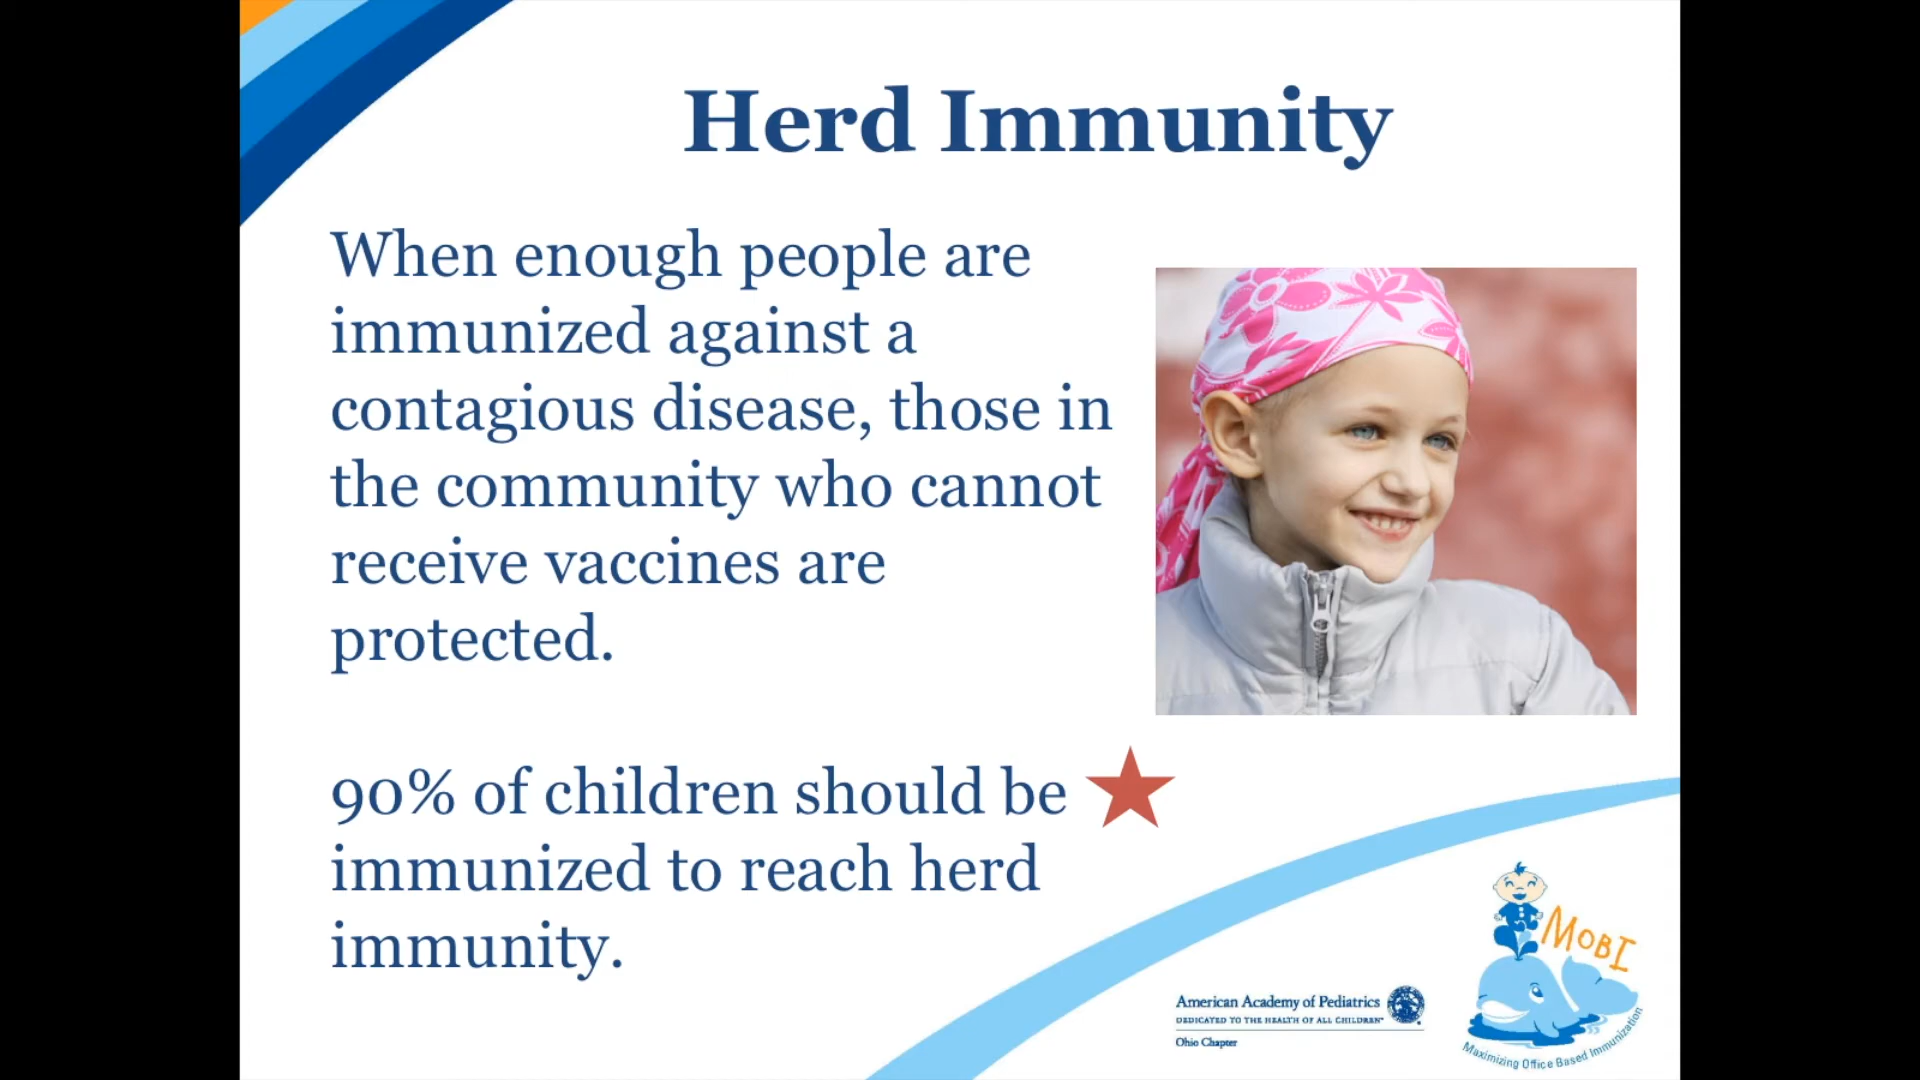 Herd Immunity
When enough people are
immunized against a
contagious disease, those in
the community who cannot
receive vaccines are
protected.
90% of children should be
immunized to reach herd
immunity.
American Academy of Pediatrics
DEDICATED TO THE HEALTH OF ALL CHILDREN™
Ohio Chapter
MOBI
Maximizing Office Based Immunization